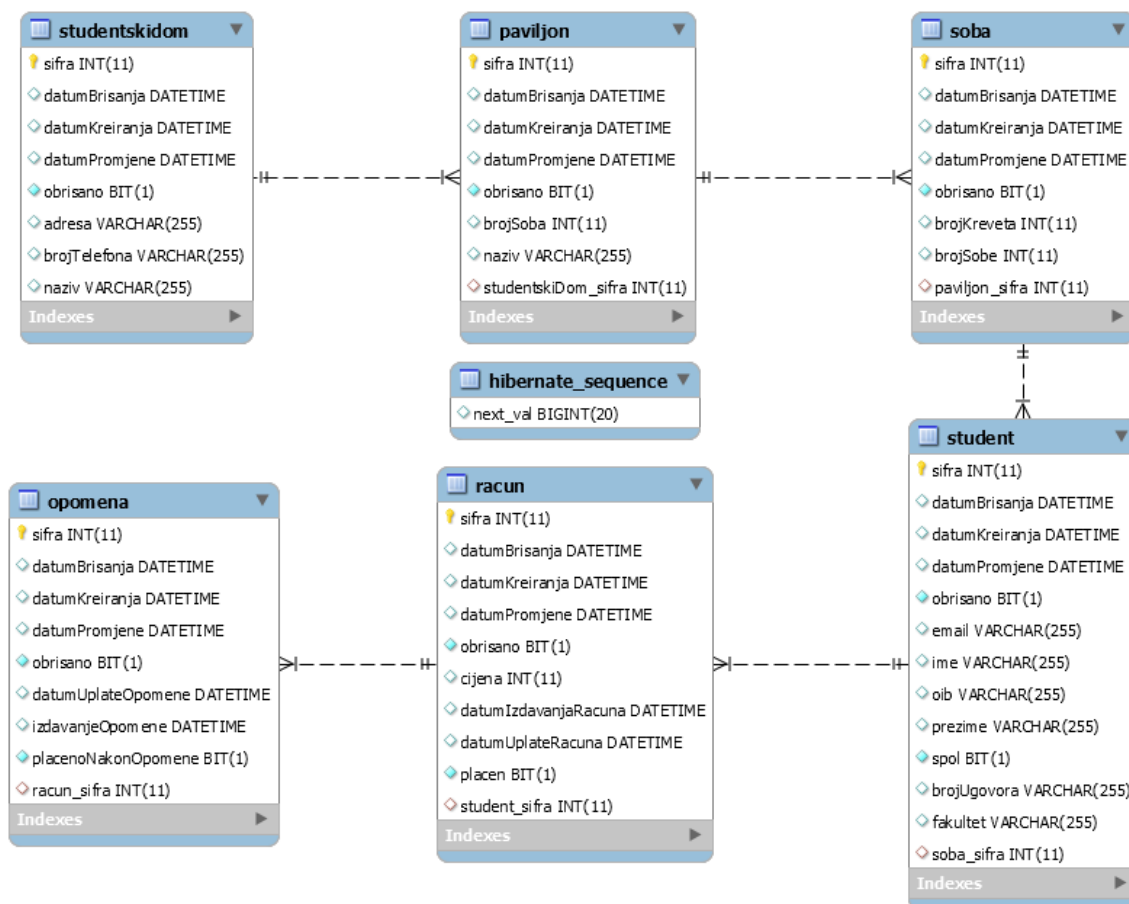 studentskidom
sifra INT(11)
datumBrisanja DATETIME
datumKreiranja DATETIME
datumPromjene DATETIME
obrisano BIT(1)
adresa VARCHAR(255)
brojTelefona VARCHAR(255)
naziv VARCHAR(255)
Indexes
paviljon
sifra INT(11)
datumBrisanja DATETIME
datumKreiranja DATETIME
datumPromjene DATETIME
obrisano BIT(1)
brojSoba INT(11)
naziv VARCHAR(255)
studentskiDom_sifra INT(11)
Indexes
soba
sifra INT(11)
datumBrisanja DATETIME
datumKreiranja DATETIME
datumPromjene DATETIME
obrisano BIT(1)
brojKreveta INT(11)
brojSobe INT(11)
paviljon_sifra INT(11)
Indexes
hibernate_sequence
next_val BIGINT(20)
opomena
sifra INT(11)
datumBrisanja DATETIME
datumKreiranja DATETIME
datumPromjene DATETIME
obrisano BIT(1)
datumUplateOpomene DATETIME
izdavanjeOpomene DATETIME
placenoNakonOpomene BIT(1)
racun_sifra INT(11)
Indexes
racun
sifra INT(11)
datumBrisanja DATETIME
datumKreiranja DATETIME
datumPromjene DATETIME
obrisano BIT(1)
cijena INT(11)
datumIzdavanjaRacuna DATETIME
datumUplateRacuna DATETIME
placen BIT(1)
student_sifra INT(11)
Indexes
student
sifra INT(11)
datumBrisanja DATETIME
datumKreiranja DATETIME
datumPromjene DATETIME
obrisano BIT(1)
email VARCHAR(255)
ime VARCHAR(255)
oib VARCHAR(255)
prezime VARCHAR(255)
spol BIT(1)
brojUgovora VARCHAR(255)
fakultet VARCHAR(255)
soba_sifra INT(11)
Indexes